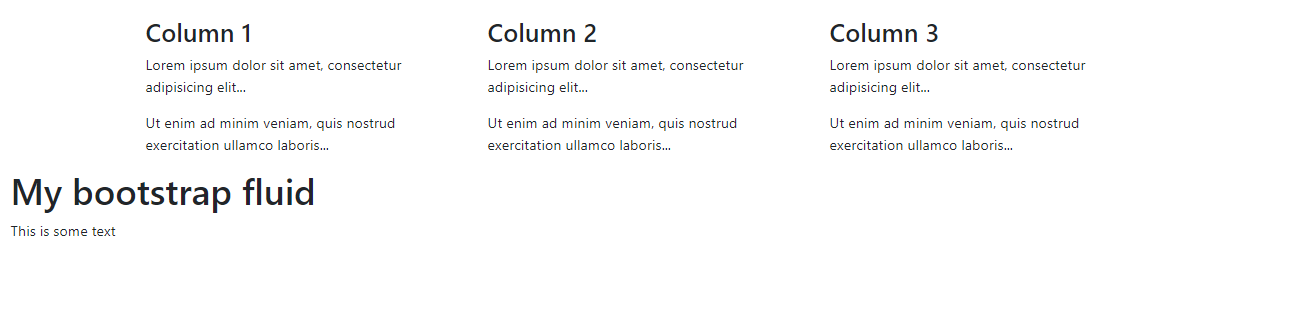 Column 1
Lorem ipsum dolor sit amet, consectetur
adipisicing elit...
Ut enim ad minim veniam, quis nostrud
exercitation ullamco laboris...
Column 2
Lorem ipsum dolor sit amet, consectetur
adipisicing elit...
Ut enim ad minim veniam, quis nostrud
exercitation ullamco laboris...
Column 3
Lorem ipsum dolor sit amet, consectetur
adipisicing elit...
Ut enim ad minim veniam, quis nostrud
exercitation ullamco laboris...
My bootstrap fluid
This is some text